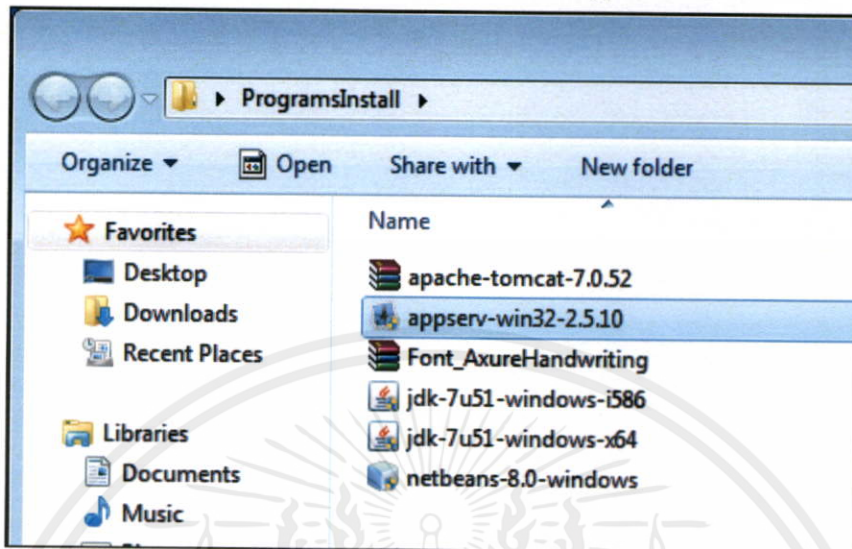 ProgramsInstall
Organize Open Share with New folder
Favorites
Desktop
Downloads
Recent Places
Libraries
Documents
Music
Name
apache-tomcat-7.0.52
appserv-win32-2.5.10
Font_AxureHandwriting
jdk-7u51-windows-i586
jdk-7u51-windows-x64
netbeans-8.0-windows